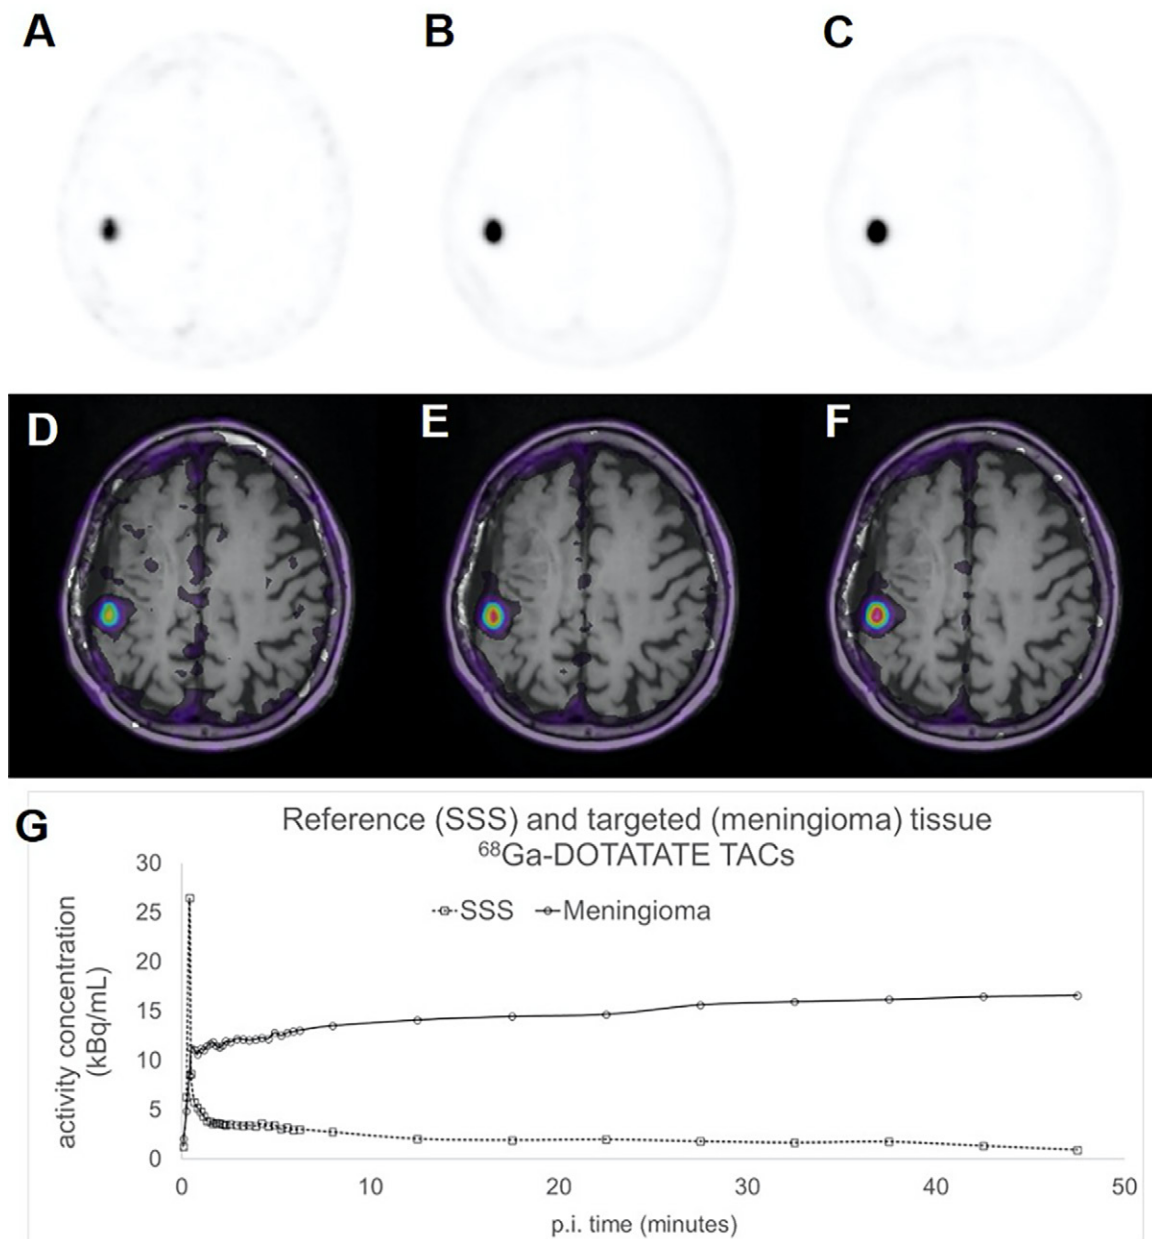 A
B
C
D
E
F
G
Reference (SSS) and targeted (meningioma) tissue
⁶⁸Ga-DOTATATE TACs
SSS
Meningioma
activity concentration
(kBq/mL)
30
25
20
15
10
5
0
0
10
20
30
40
50
p.i. time (minutes)